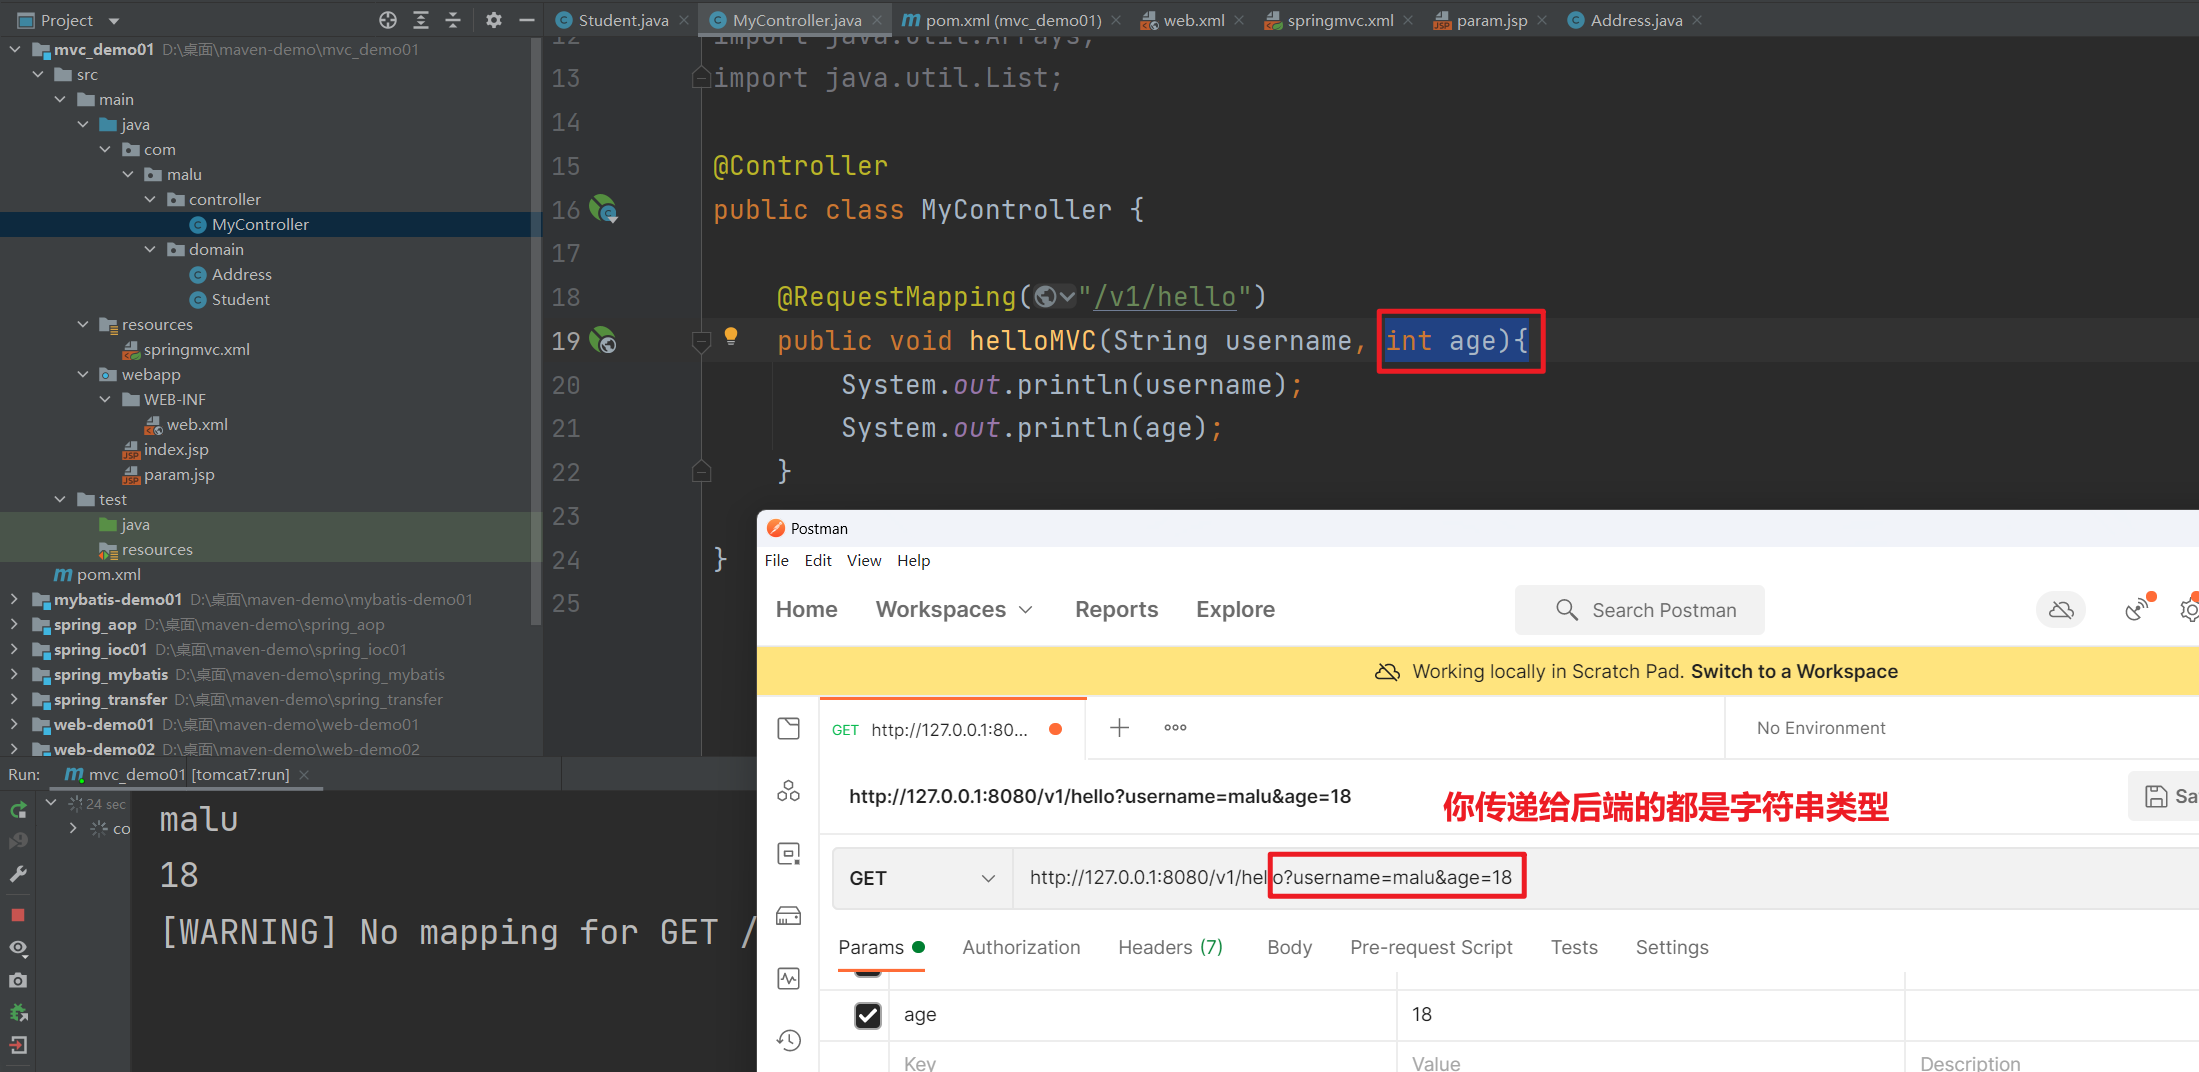 Project
Student.java
MyController.java
pom.xml (mvc_demo01)
web.xml
springmvc.xml
param.jsp
Address.java
mvc_demo01 D:\桌面\maven-demo\mvc_demo01
src
main
java
com
malu
controller
MyController
domain
Address
Student
resources
springmvc.xml
webapp
WEB-INF
web.xml
index.jsp
param.jsp
test
java
resources
pom.xml
mybatis-demo01 D:\桌面\maven-demo\mybatis-demo01
spring_aop D:\桌面\maven-demo\spring_aop
spring_ioc01 D:\桌面\maven-demo\spring_ioc01
spring_mybatis D:\桌面\maven-demo\spring_mybatis
spring_transfer D:\桌面\maven-demo\spring_transfer
web-demo01 D:\桌面\maven-demo\web-demo01
web-demo02 D:\桌面\maven-demo\web-demo02
12 import java.util.Arrays;
13 import java.util.List;
14
15 @Controller
16 public class MyController {
17
18 @RequestMapping("/v1/hello")
19 public void helloMVC(String username, int age){
20 System.out.println(username);
21 System.out.println(age);
22 }
23
24 }
25
Run: mvc_demo01 [tomcat7:run]
24 sec
co
malu
18
[WARNING] No mapping for GET /
Postman
File Edit View Help
Home Workspaces Reports Explore Search Postman
Working locally in Scratch Pad. Switch to a Workspace
GET http://127.0.0.1:80...
No Environment
http://127.0.0.1:8080/v1/hello?username=malu&age=18
你传递给后端的都是字符串类型
Sa
GET http://127.0.0.1:8080/v1/hello?username=malu&age=18
Params Authorization Headers (7) Body Pre-request Script Tests Settings
age 18
Key Value Description